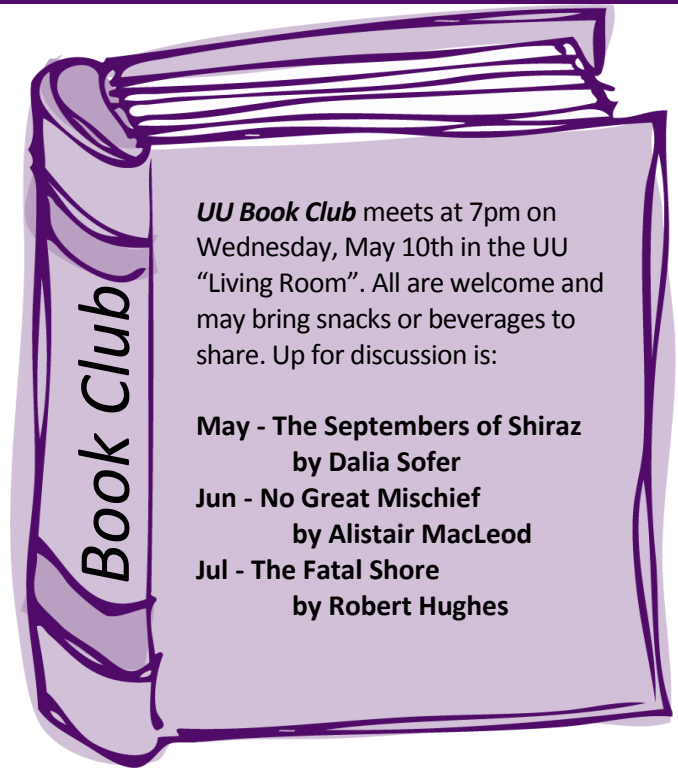 Book Club
UU Book Club meets at 7pm on
Wednesday, May 10th in the UU
“Living Room”. All are welcome and
may bring snacks or beverages to
share. Up for discussion is:
May - The Septembers of Shiraz
by Dalia Sofer
Jun - No Great Mischief
by Alistair MacLeod
Jul - The Fatal Shore
by Robert Hughes